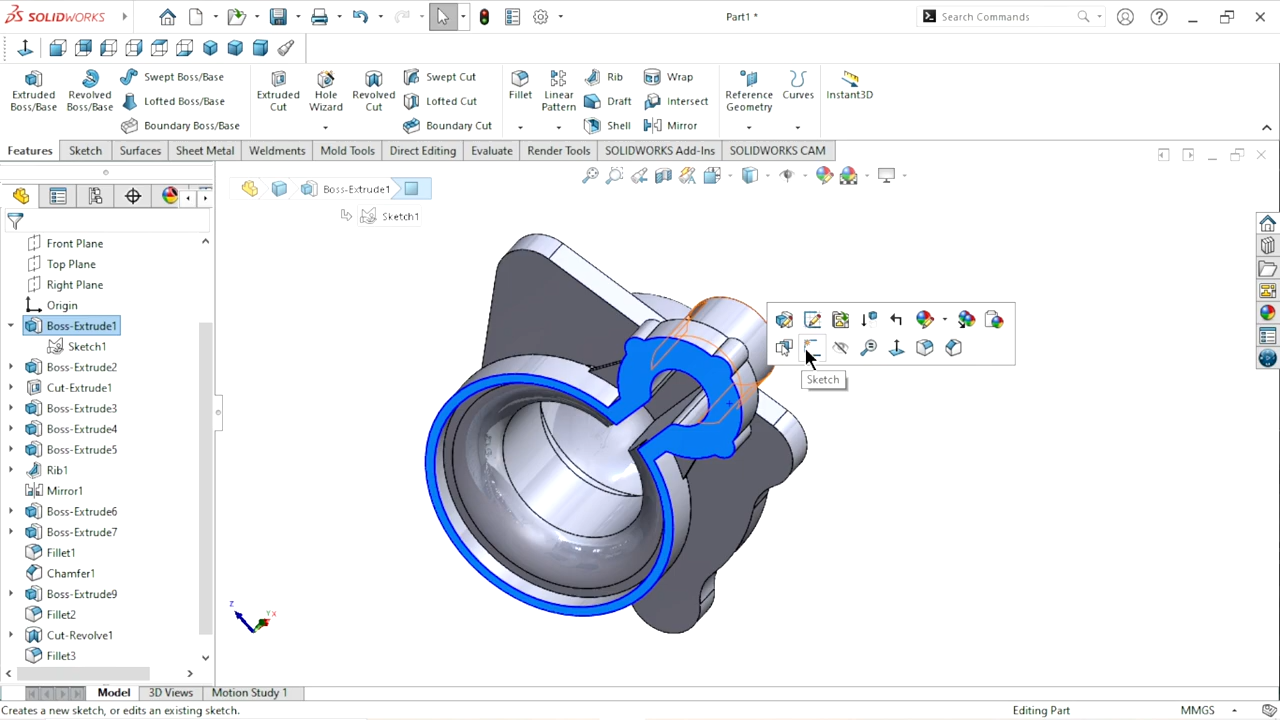 SOLIDWORKS
Part1 *
Search Commands
Extruded Boss/Base
Revolved Boss/Base
Swept Boss/Base
Lofted Boss/Base
Boundary Boss/Base
Extruded Cut
Hole Wizard
Revolved Cut
Swept Cut
Lofted Cut
Boundary Cut
Fillet
Linear Pattern
Rib
Draft
Shell
Wrap
Intersect
Mirror
Reference Geometry
Curves
Instant3D
Features
Sketch
Surfaces
Sheet Metal
Weldments
Mold Tools
Direct Editing
Evaluate
Render Tools
SOLIDWORKS Add-Ins
SOLIDWORKS CAM
Boss-Extrude1
Sketch1
Front Plane
Top Plane
Right Plane
Origin
Boss-Extrude1
Sketch1
Boss-Extrude2
Cut-Extrude1
Boss-Extrude3
Boss-Extrude4
Boss-Extrude5
Rib1
Mirror1
Boss-Extrude6
Boss-Extrude7
Fillet1
Chamfer1
Boss-Extrude9
Fillet2
Cut-Revolve1
Fillet3
Sketch
Z
Y X
Model
3D Views
Motion Study 1
Creates a new sketch, or edits an existing sketch.
Editing Part
MMGS